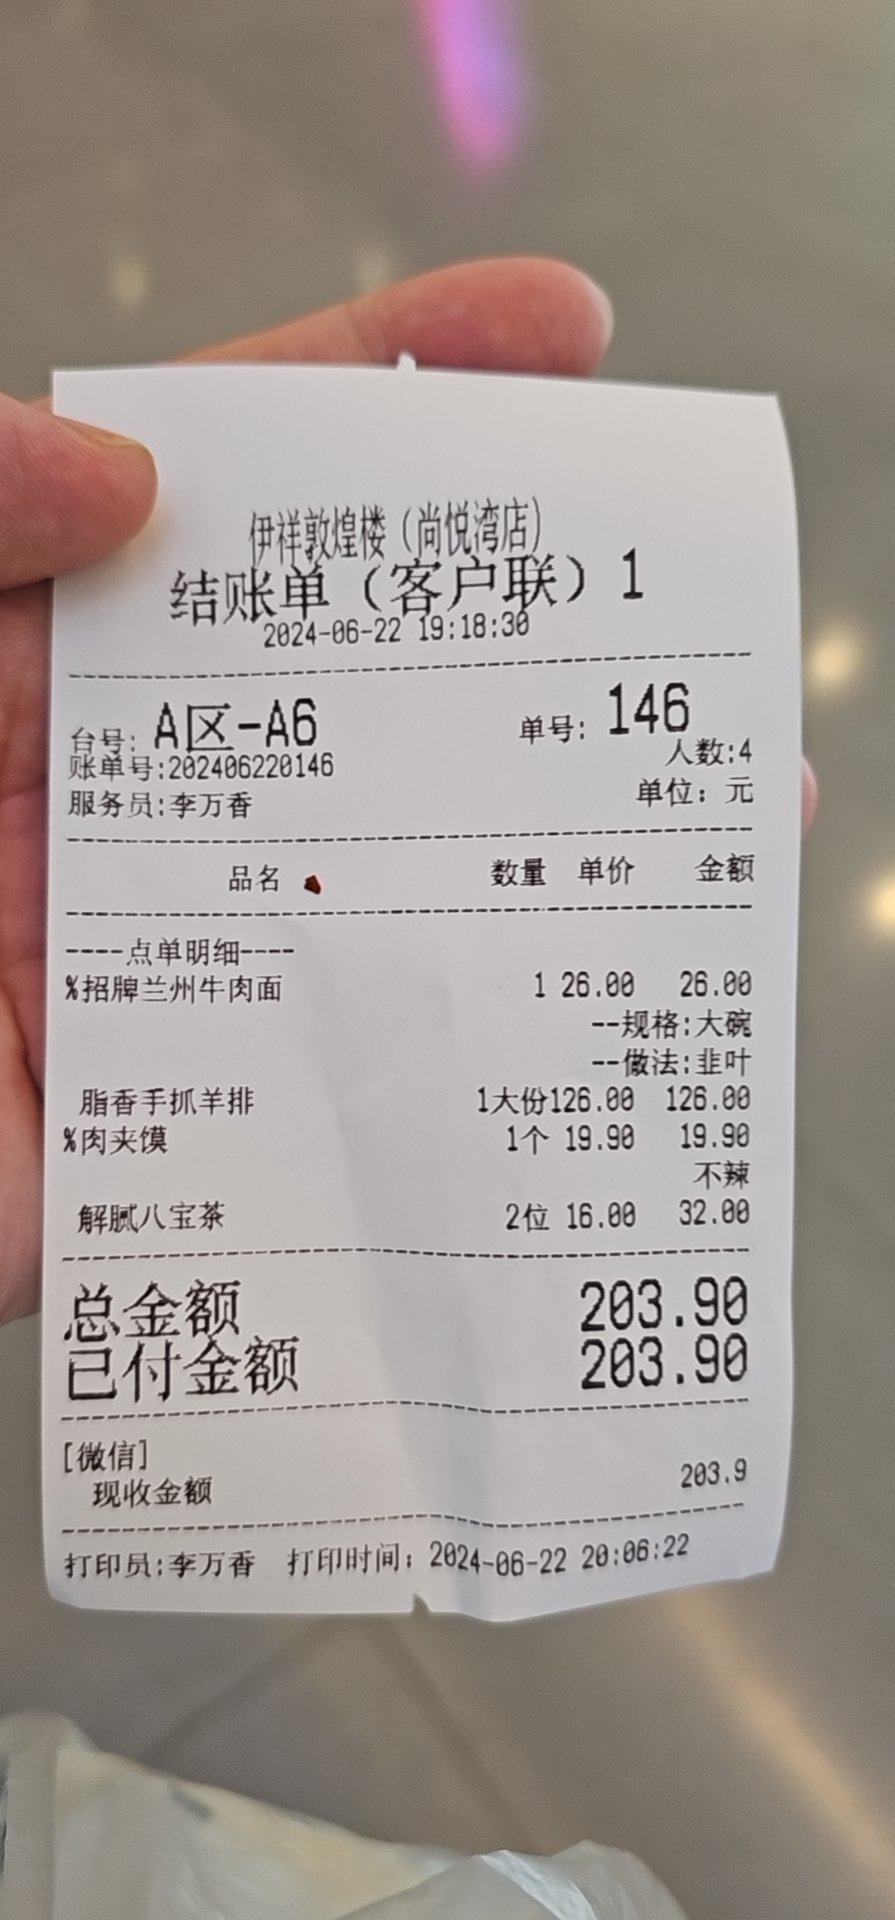 伊祥敦煌楼（尚悦湾店）
结账单（客户联）1
2024-06-22 19:18:30
台号: A区-A6 单号: 146
人数:4
账单号:202406220146
服务员:李万香 单位: 元
品名 数量 单价 金额
----点单明细----
%招牌兰州牛肉面 1 26.00 26.00
--规格:大碗
--做法:韭叶
脂香手抓羊排 1大份126.00 126.00
%肉夹馍 1个 19.90 19.90
不辣
解腻八宝茶 2位 16.00 32.00
总金额 203.90
已付金额 203.90
[微信]
现收金额 203.9
打印员:李万香 打印时间: 2024-06-22 20:06:22